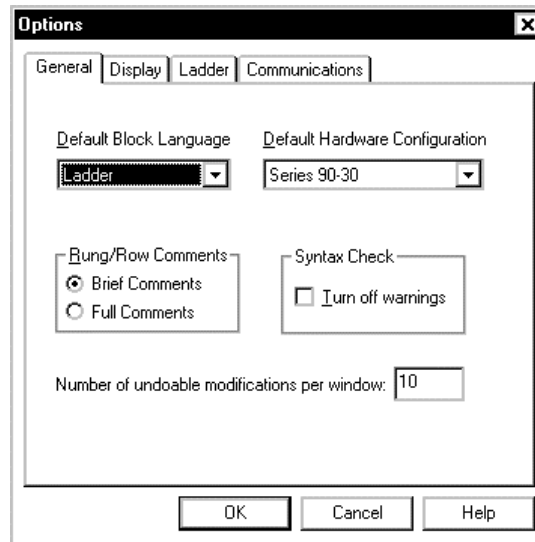 Options
General Display Ladder Communications
Default Block Language Default Hardware Configuration
Ladder Series 90-30
Rung/Row Comments Syntax Check
Brief Comments Turn off warnings
Full Comments
Number of undoable modifications per window: 10
OK Cancel Help